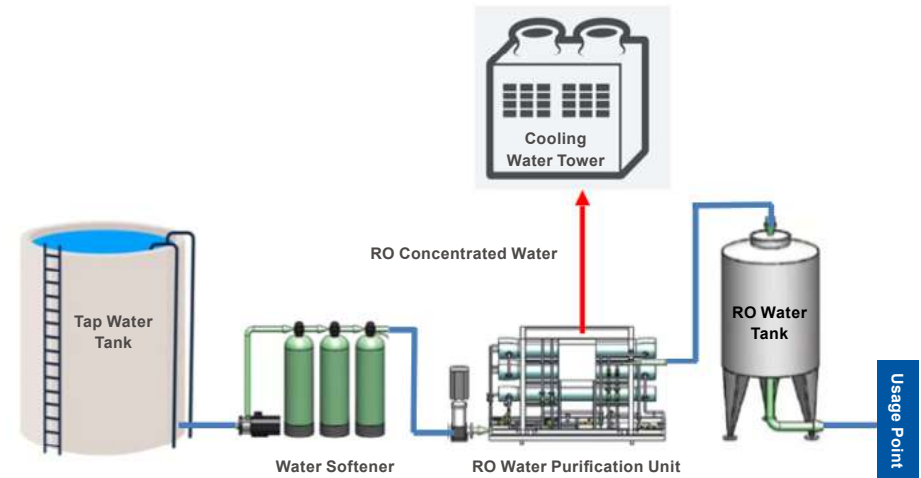 Cooling
Water Tower
RO Concentrated Water
Tap Water
Tank
RO Water
Tank
Usage Point
Water Softener
RO Water Purification Unit